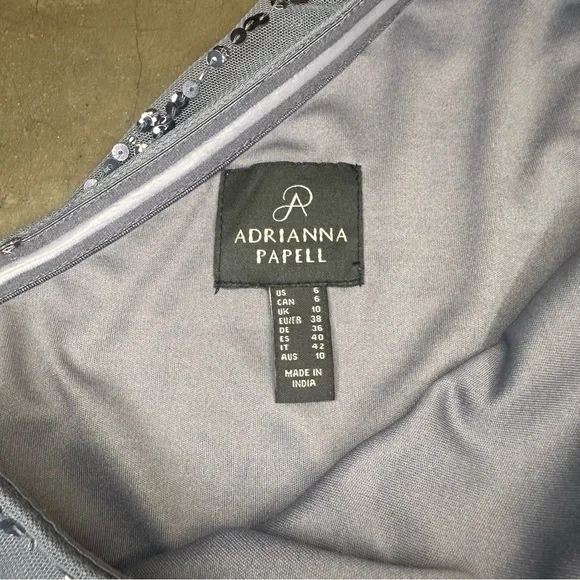 ADRIANNA
PAPELL
US 6
CAN 6
UK 10
EU/FR 38
DE 36
ES 40
IT 42
AUS 10
MADE IN
INDIA